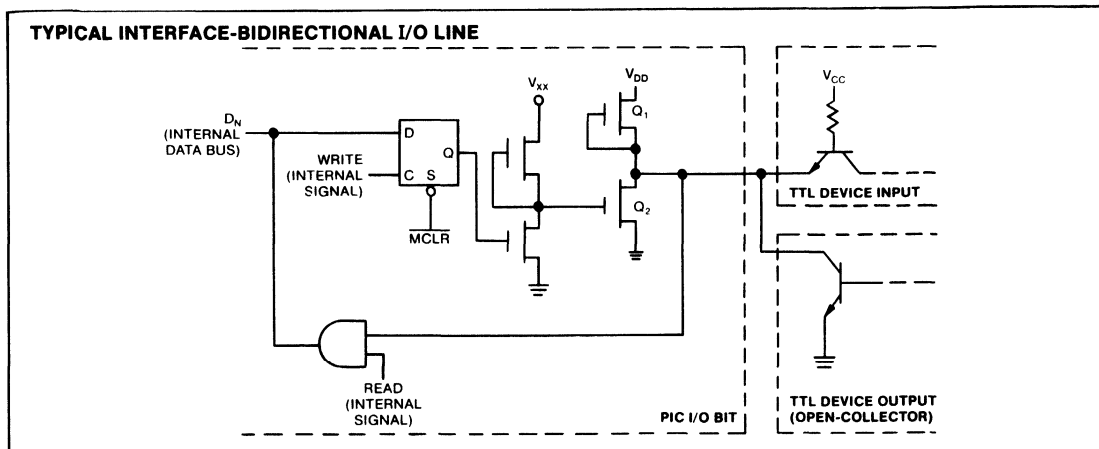 TYPICAL INTERFACE-BIDIRECTIONAL I/O LINE
V_XX
V_DD
V_CC
Q_1
D_N
(INTERNAL
DATA BUS)
D
Q
WRITE
(INTERNAL
SIGNAL)
C S
Q_2
TTL DEVICE INPUT
MCLR
READ
(INTERNAL
SIGNAL)
PIC I/O BIT
TTL DEVICE OUTPUT
(OPEN-COLLECTOR)